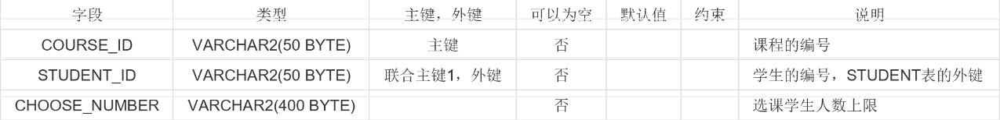 字段 类型 主键，外键 可以为空 默认值 约束 说明
COURSE_ID VARCHAR2(50 BYTE) 主键 否 课程的编号
STUDENT_ID VARCHAR2(50 BYTE) 联合主键1，外键 否 学生的编号，STUDENT表的外键
CHOOSE_NUMBER VARCHAR2(400 BYTE) 否 选课学生人数上限